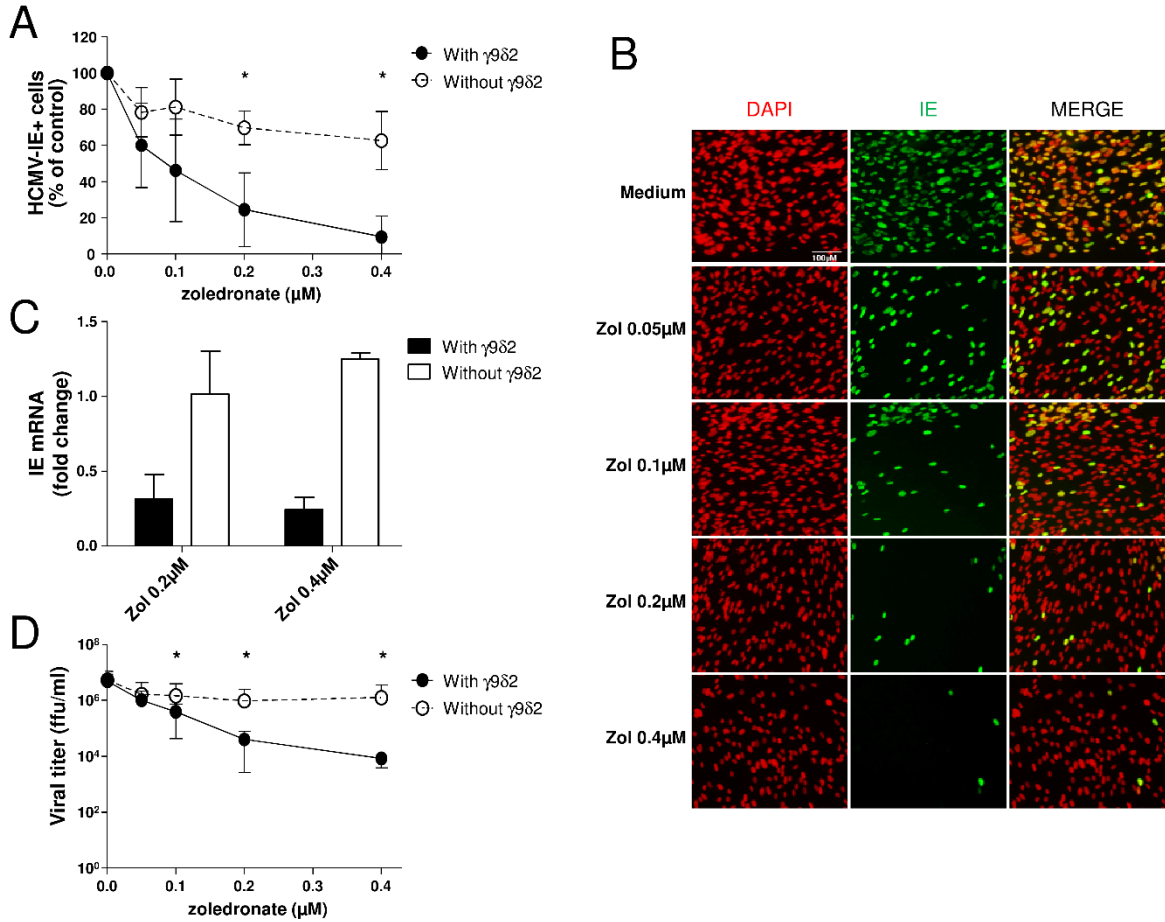 A
HCMV-IE+ cells
(% of control)
120
100
80
60
40
20
0
* *
0.0 0.1 0.2 0.3 0.4
zoledronate (µM)
With γ9δ2
Without γ9δ2
C
IE mRNA
(fold change)
1.5
1.0
0.5
0.0
Zol 0.2µM Zol 0.4µM
With γ9δ2
Without γ9δ2
D
Viral titer (ffu/ml)
10⁸
10⁶
10⁴
10²
10⁰
* * *
0.0 0.1 0.2 0.3 0.4
zoledronate (µM)
With γ9δ2
Without γ9δ2
B
DAPI IE MERGE
Medium
100µM
Zol 0.05µM
Zol 0.1µM
Zol 0.2µM
Zol 0.4µM